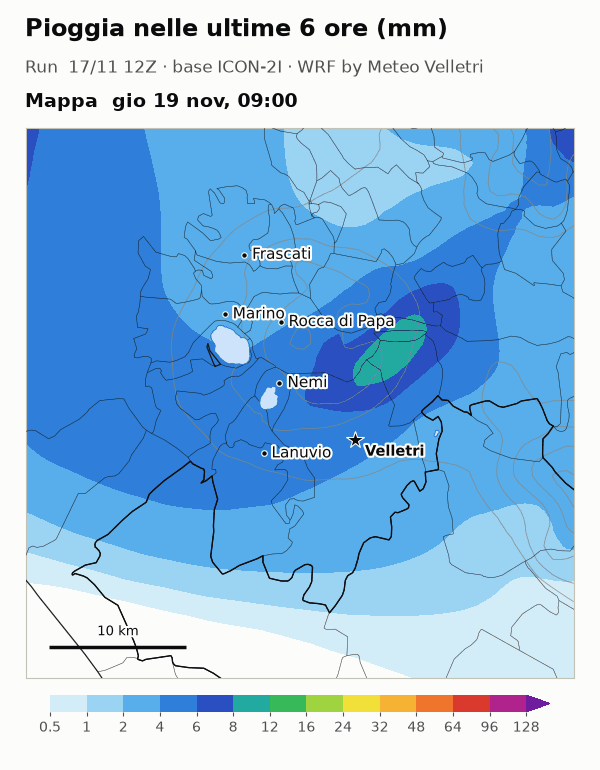 Pioggia nelle ultime 6 ore (mm)
Run  17/11 12Z · base ICON-2I · WRF by Meteo Velletri
Mappa  gio 19 nov, 09:00
Frascati
Marino
Rocca di Papa
Nemi
Velletri
Lanuvio
10 km
0.5 1 2 4 6 8 12 16 24 32 48 64 96 128